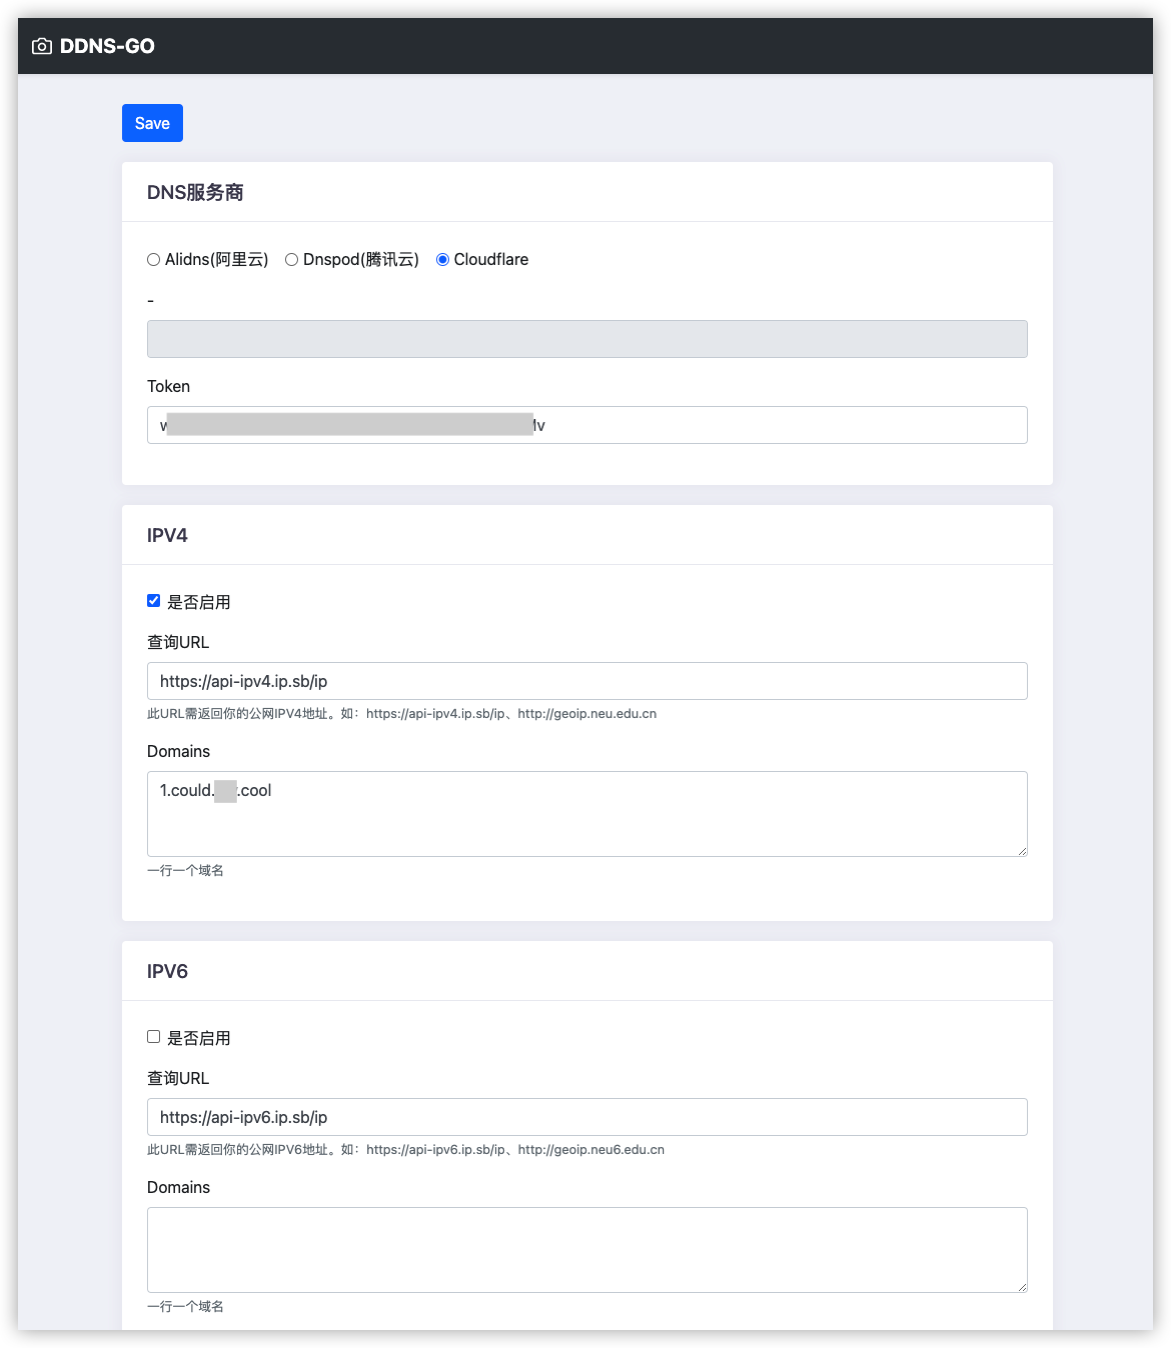 DDNS-GO
Save
DNS服务商
Alidns(阿里云) Dnspod(腾讯云) Cloudflare
-
Token
IPV4
是否启用
查询URL
https://api-ipv4.ip.sb/ip
此URL需返回你的公网IPV4地址。如：https://api-ipv4.ip.sb/ip、http://geoip.neu.edu.cn
Domains
1.could. .cool
一行一个域名
IPV6
是否启用
查询URL
https://api-ipv6.ip.sb/ip
此URL需返回你的公网IPV6地址。如：https://api-ipv6.ip.sb/ip、http://geoip.neu6.edu.cn
Domains
一行一个域名